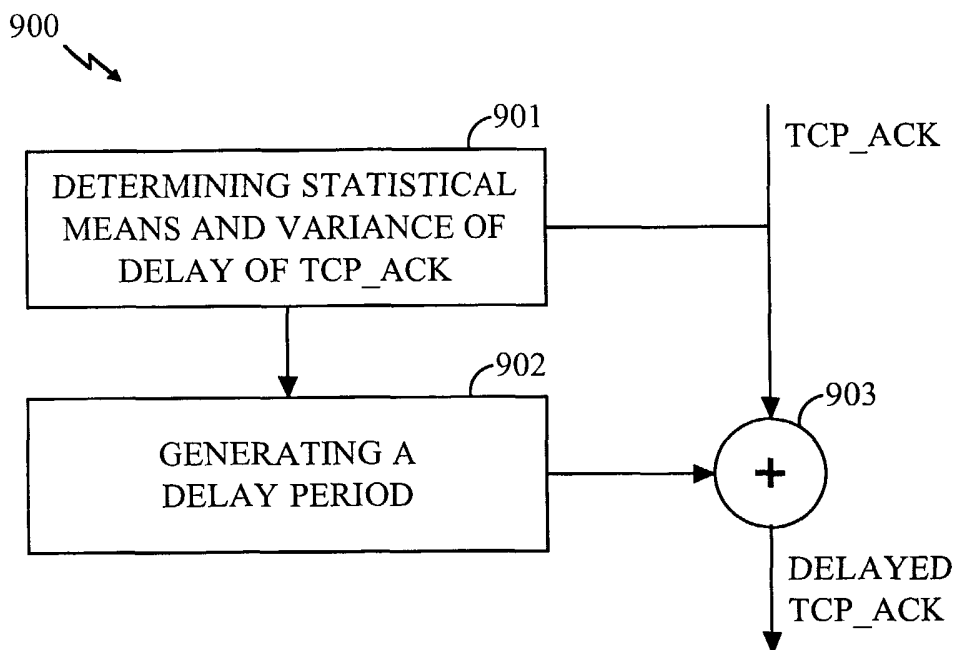 900
901
TCP_ACK
DETERMINING STATISTICAL
MEANS AND VARIANCE OF
DELAY OF TCP_ACK
902
903
GENERATING A
DELAY PERIOD
+
DELAYED
TCP_ACK